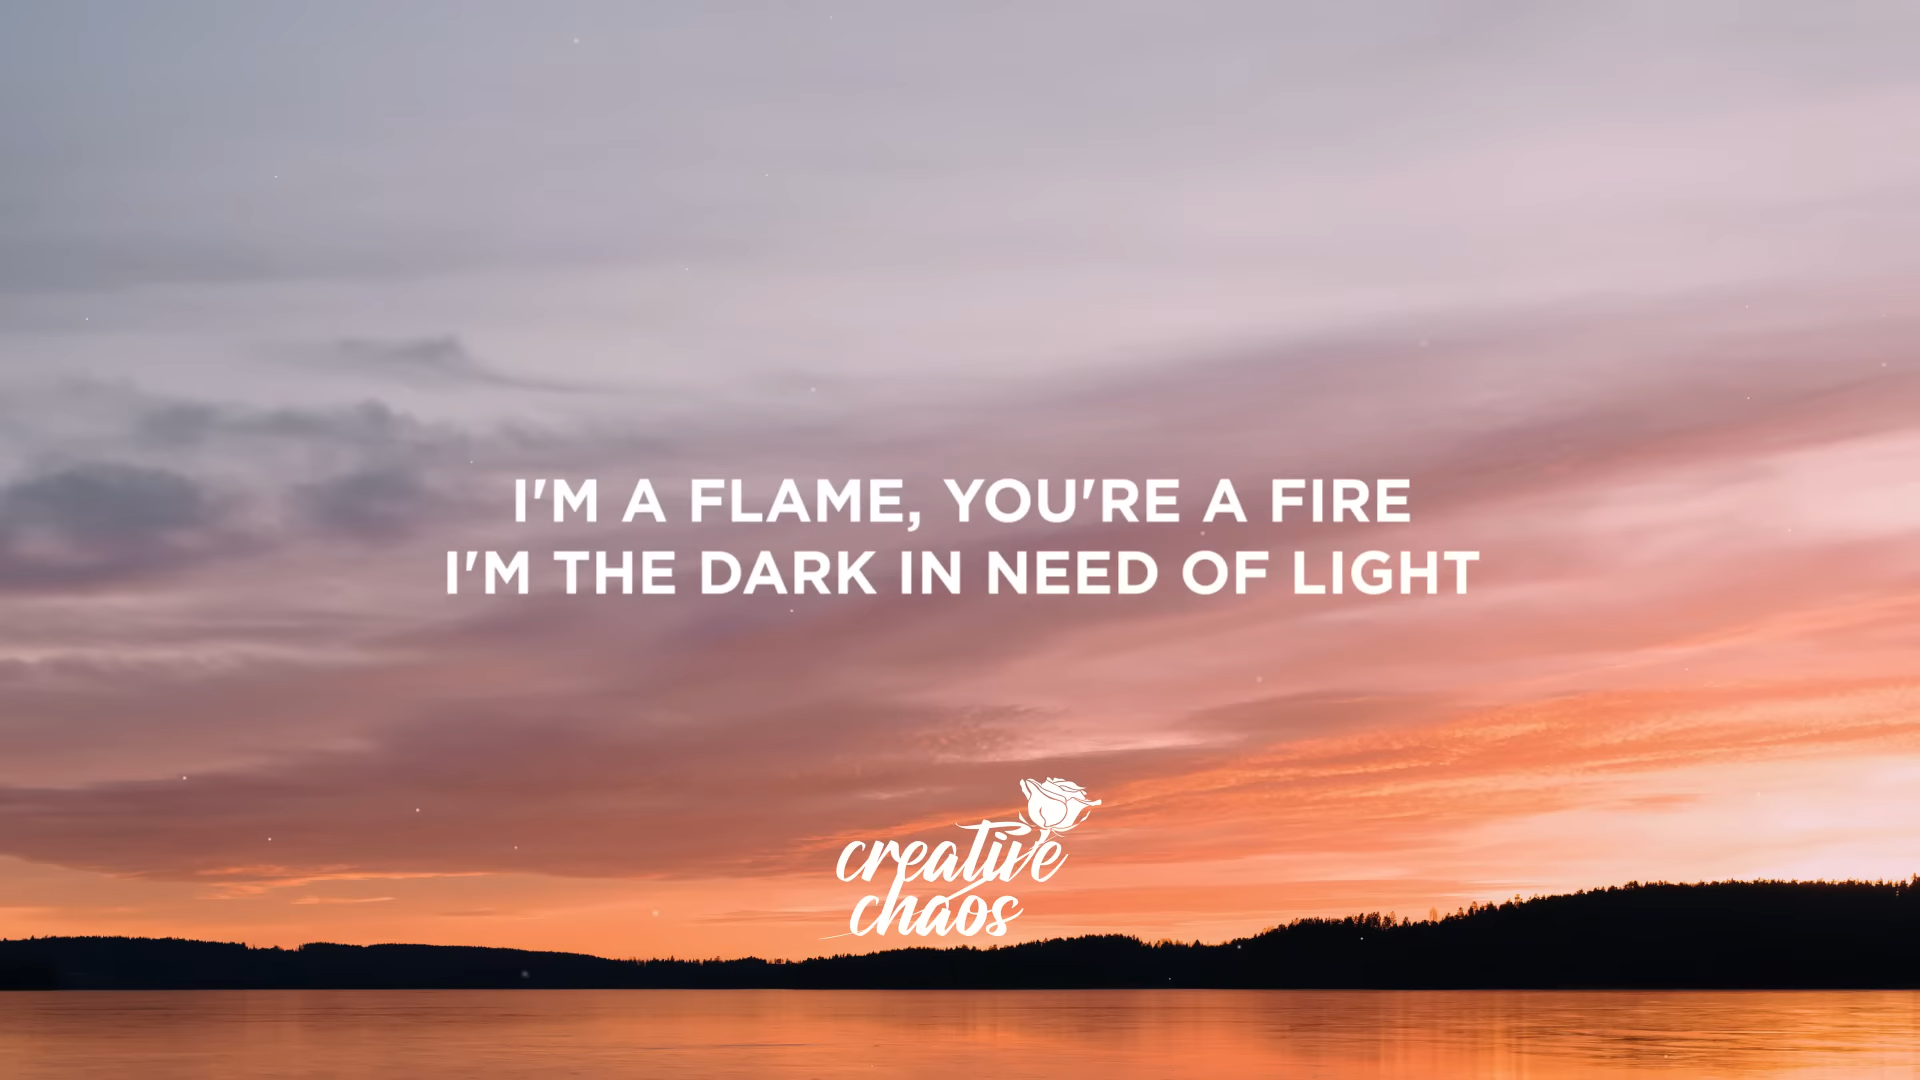 I'M A FLAME, YOU'RE A FIRE
I'M THE DARK IN NEED OF LIGHT
creative
chaos